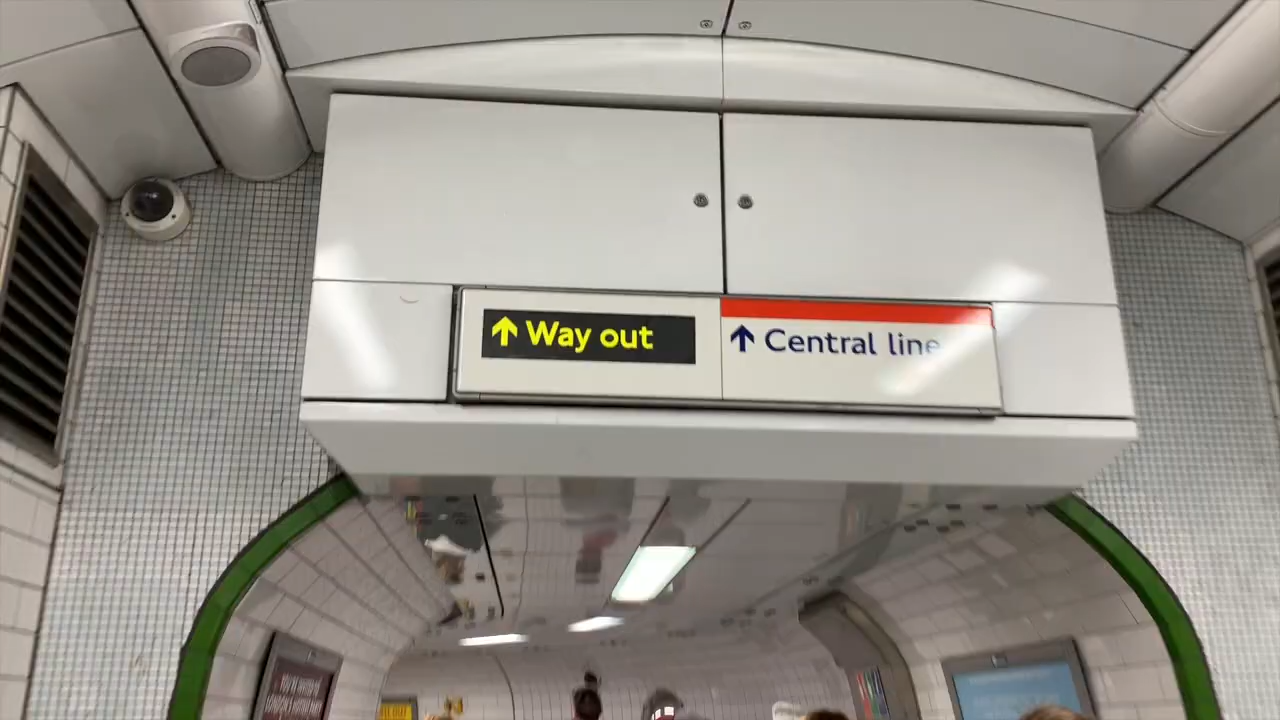 ↑ Way out
↑ Central line